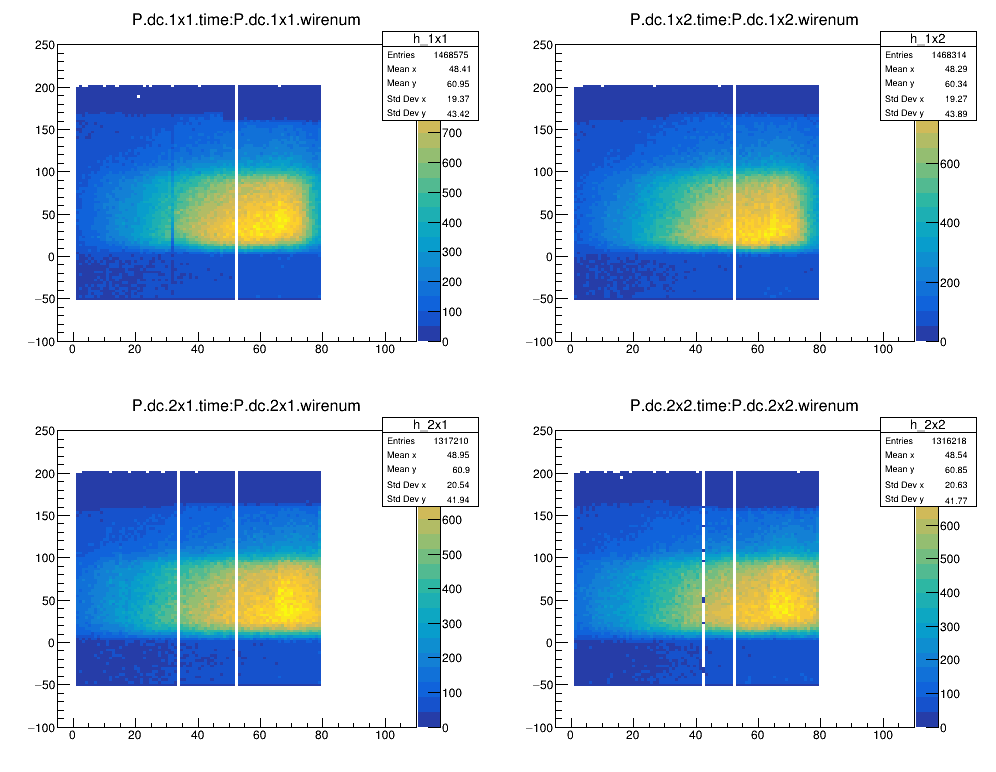 P.dc.1x1.time:P.dc.1x1.wirenum
h_1x1
Entries 1468575
Mean x 48.41
Mean y 60.95
Std Dev x 19.37
Std Dev y 43.42
250
200
150
100
50
0
−50
−100
0 20 40 60 80 100
700
600
500
400
300
200
100
0
P.dc.1x2.time:P.dc.1x2.wirenum
h_1x2
Entries 1468314
Mean x 48.29
Mean y 60.34
Std Dev x 19.27
Std Dev y 43.89
250
200
150
100
50
0
−50
−100
0 20 40 60 80 100
600
400
200
0
P.dc.2x1.time:P.dc.2x1.wirenum
h_2x1
Entries 1317210
Mean x 48.95
Mean y 60.9
Std Dev x 20.54
Std Dev y 41.94
250
200
150
100
50
0
−50
−100
0 20 40 60 80 100
600
500
400
300
200
100
0
P.dc.2x2.time:P.dc.2x2.wirenum
h_2x2
Entries 1316218
Mean x 48.54
Mean y 60.85
Std Dev x 20.63
Std Dev y 41.77
250
200
150
100
50
0
−50
−100
0 20 40 60 80 100
600
500
400
300
200
100
0